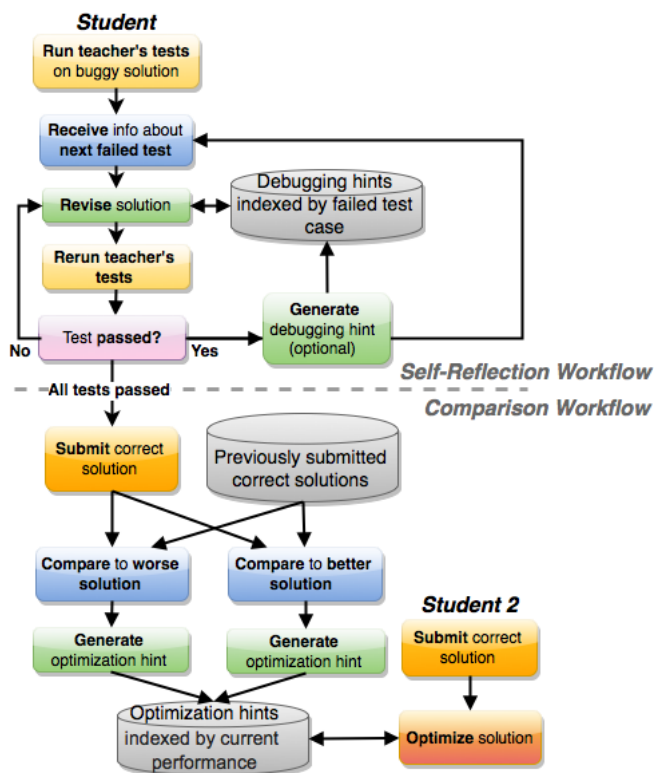 Student
Run teacher's tests
on buggy solution
Receive info about
next failed test
Revise solution
Debugging hints
indexed by failed test
case
Rerun teacher's
tests
Test passed?
No
Yes
Generate
debugging hint
(optional)
Self-Reflection Workflow
All tests passed
Comparison Workflow
Submit correct
solution
Previously submitted
correct solutions
Compare to worse
solution
Compare to better
solution
Student 2
Generate
optimization hint
Generate
optimization hint
Submit correct
solution
Optimization hints
indexed by current
performance
Optimize solution